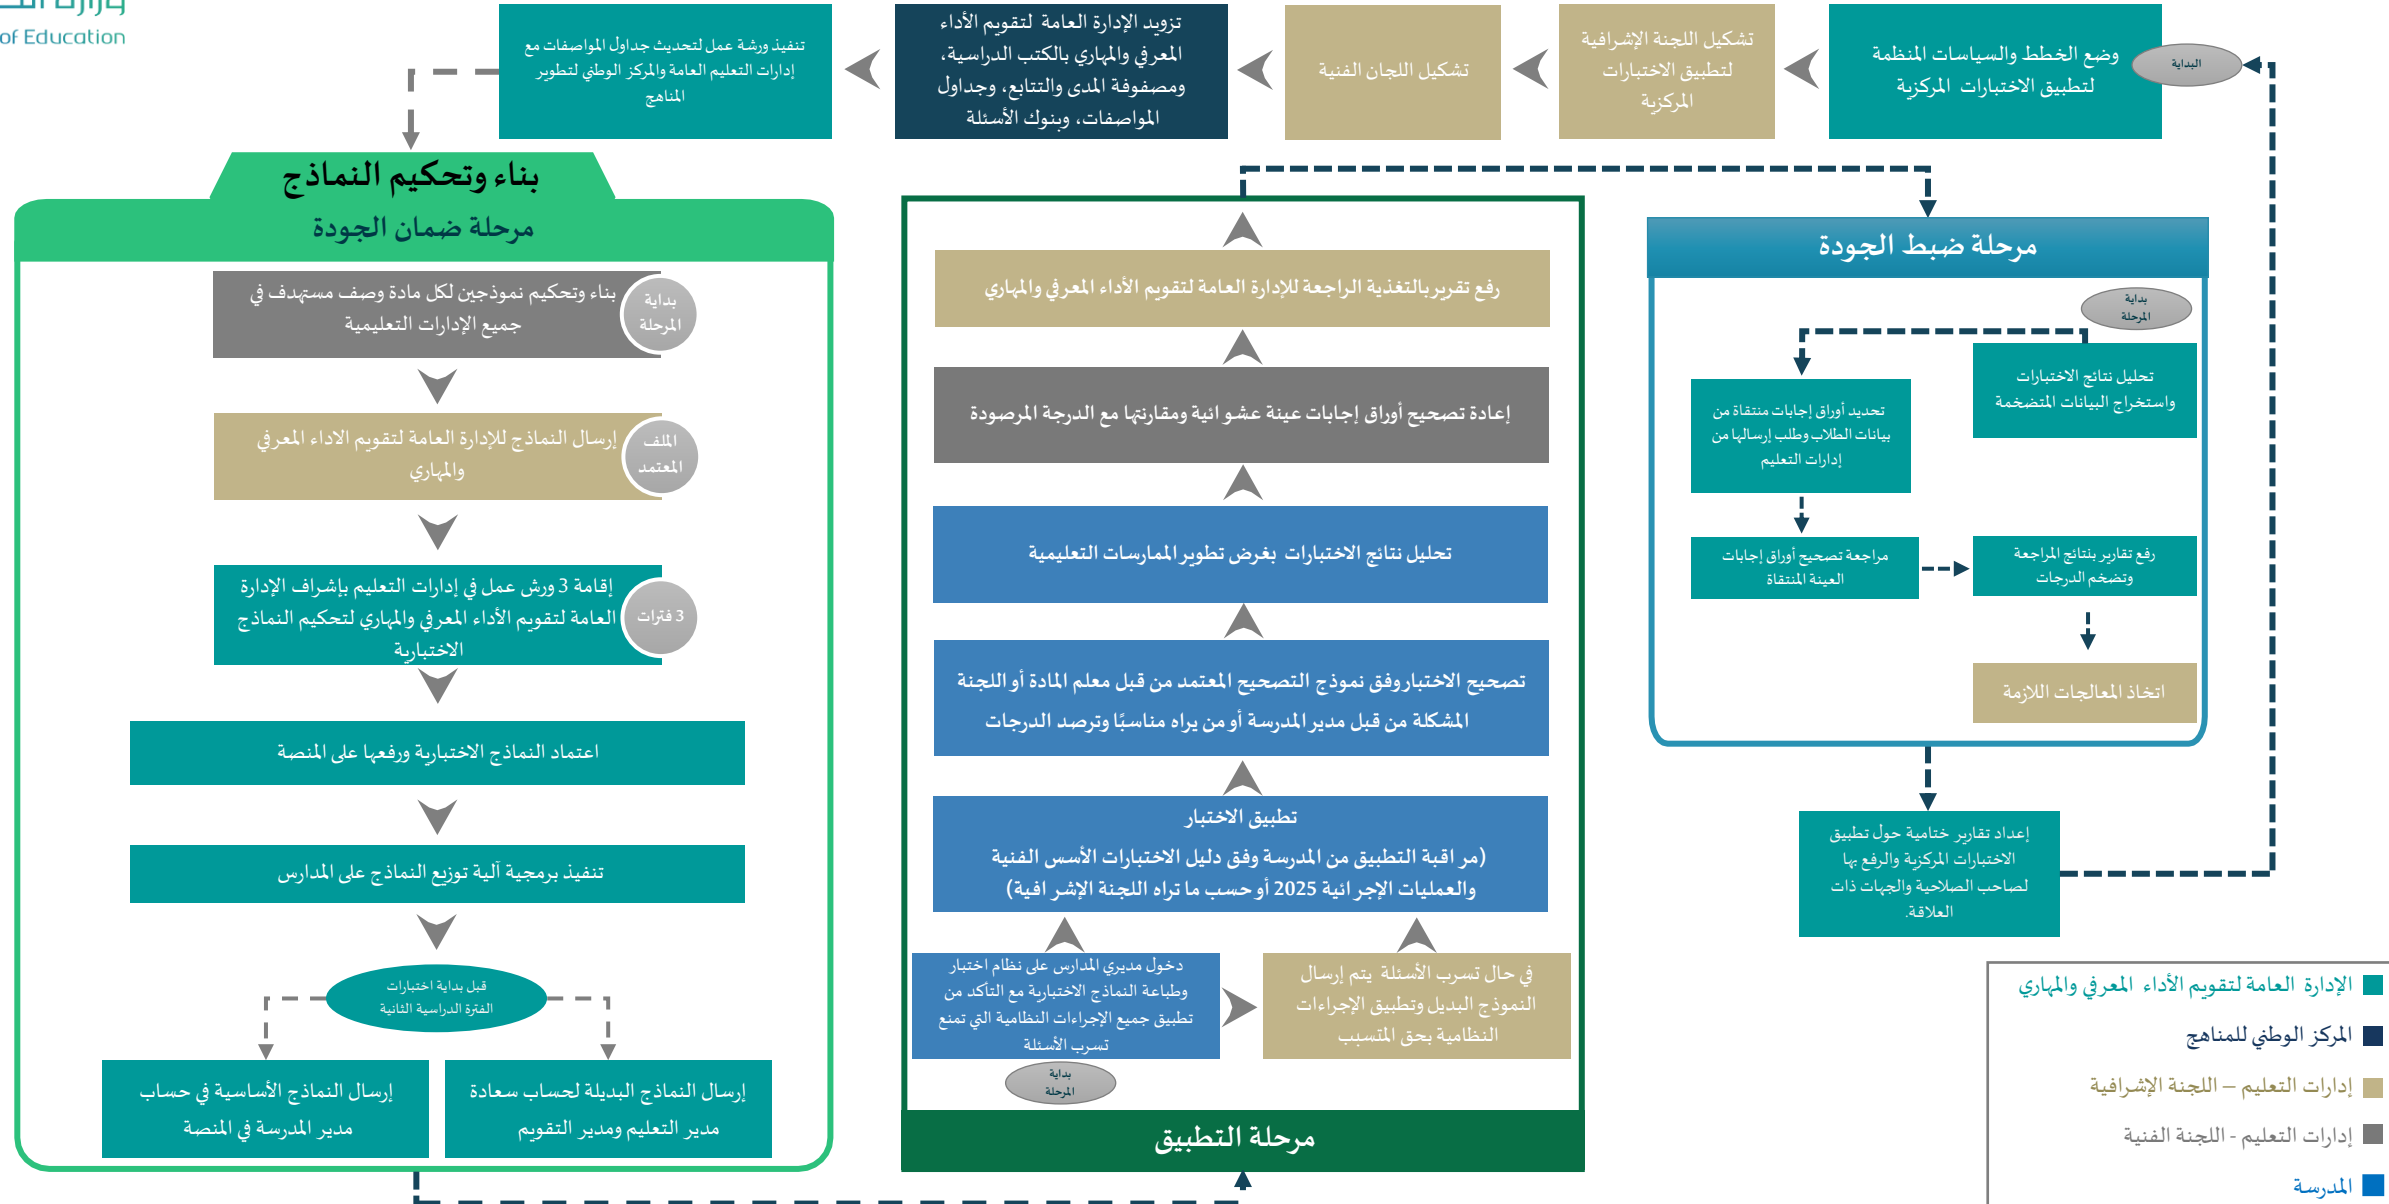 of Education
البداية
وضع الخطط والسياسات المنظمة
لتطبيق الاختبارات المركزية
تشكيل اللجنة الإشرافية
لتطبيق الاختبارات
المركزية
تشكيل اللجان الفنية
تزويد الإدارة العامة لتقويم الأداء
المعرفي والمهاري بالكتب الدراسية،
ومصفوفة المدى والتتابع، وجداول
المواصفات، وبنوك الأسئلة
تنفيذ ورشة عمل لتحديث جداول المواصفات مع
إدارات التعليم العامة والمركز الوطني لتطوير
المناهج
بناء وتحكيم النماذج
مرحلة ضمان الجودة
بداية
المرحلة
بناء وتحكيم نموذجين لكل مادة وصف مستهدف في
جميع الإدارات التعليمية
الملف
المعتمد
إرسال النماذج للإدارة العامة لتقويم الاداء المعرفي
والمهاري
3 فترات
إقامة 3 ورش عمل في إدارات التعليم بإشراف الإدارة
العامة لتقويم الأداء المعرفي والمهاري لتحكيم النماذج
الاختبارية
اعتماد النماذج الاختبارية ورفعها على المنصة
تنفيذ برمجية آلية توزيع النماذج على المدارس
قبل بداية اختبارات
الفترة الدراسية الثانية
إرسال النماذج البديلة لحساب سعادة
مدير التعليم ومدير التقويم
إرسال النماذج الأساسية في حساب
مدير المدرسة في المنصة
رفع تقرير بالتغذية الراجعة للإدارة العامة لتقويم الأداء المعرفي والمهاري
إعادة تصحيح أوراق إجابات عينة عشوائية ومقارنتها مع الدرجة المرصودة
تحليل نتائج الاختبارات بغرض تطوير الممارسات التعليمية
تصحيح الاختبار وفق نموذج التصحيح المعتمد من قبل معلم المادة أو اللجنة
المشكلة من قبل مدير المدرسة أو من يراه مناسبًا وترصد الدرجات
تطبيق الاختبار
(مراقبة التطبيق من المدرسة وفق دليل الاختبارات الأسس الفنية
والعمليات الإجرائية 2025 أو حسب ما تراه اللجنة الإشرافية)
في حال تسرب الأسئلة يتم إرسال
النموذج البديل وتطبيق الإجراءات
النظامية بحق المتسبب
دخول مديري المدارس على نظام اختبار
وطباعة النماذج الاختبارية مع التأكد من
تطبيق جميع الإجراءات النظامية التي تمنع
تسرب الأسئلة
بداية
المرحلة
مرحلة التطبيق
مرحلة ضبط الجودة
بداية
المرحلة
تحليل نتائج الاختبارات
واستخراج البيانات المتضخمة
تحديد أوراق إجابات منتقاة من
بيانات الطلاب وطلب إرسالها من
إدارات التعليم
مراجعة تصحيح أوراق إجابات
العينة المنتقاة
رفع تقارير بنتائج المراجعة
وتضخم الدرجات
اتخاذ المعالجات اللازمة
إعداد تقارير ختامية حول تطبيق
الاختبارات المركزية والرفع بها
لصاحب الصلاحية والجهات ذات
العلاقة.
الإدارة العامة لتقويم الأداء المعرفي والمهاري
المركز الوطني للمناهج
إدارات التعليم – اللجنة الإشرافية
إدارات التعليم - اللجنة الفنية
المدرسة